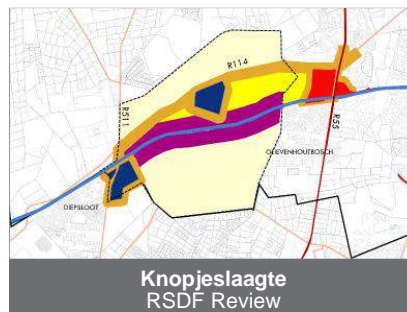 R114
R511
R55
OLIEVENHOUTBOSCH
DIEPSLOOT
Knopjeslaagte
RSDF Review